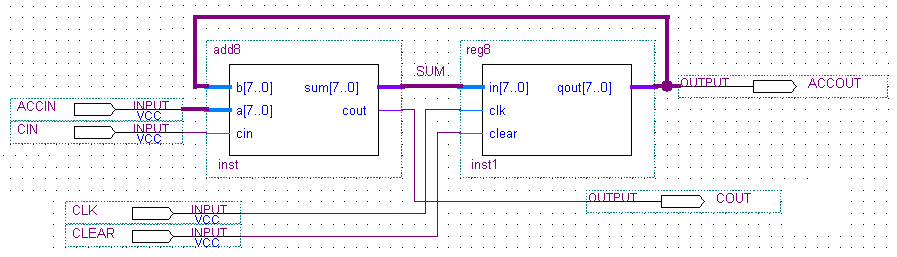 add8
reg8
SUM
OUTPUT
ACCOUT
b[7..0]
sum[7..0]
in[7..0]
qout[7..0]
ACCIN
INPUT
VCC
a[7..0]
cout
clk
CIN
INPUT
VCC
cin
clear
inst
inst1
OUTPUT
COUT
CLK
INPUT
VCC
CLEAR
INPUT
VCC